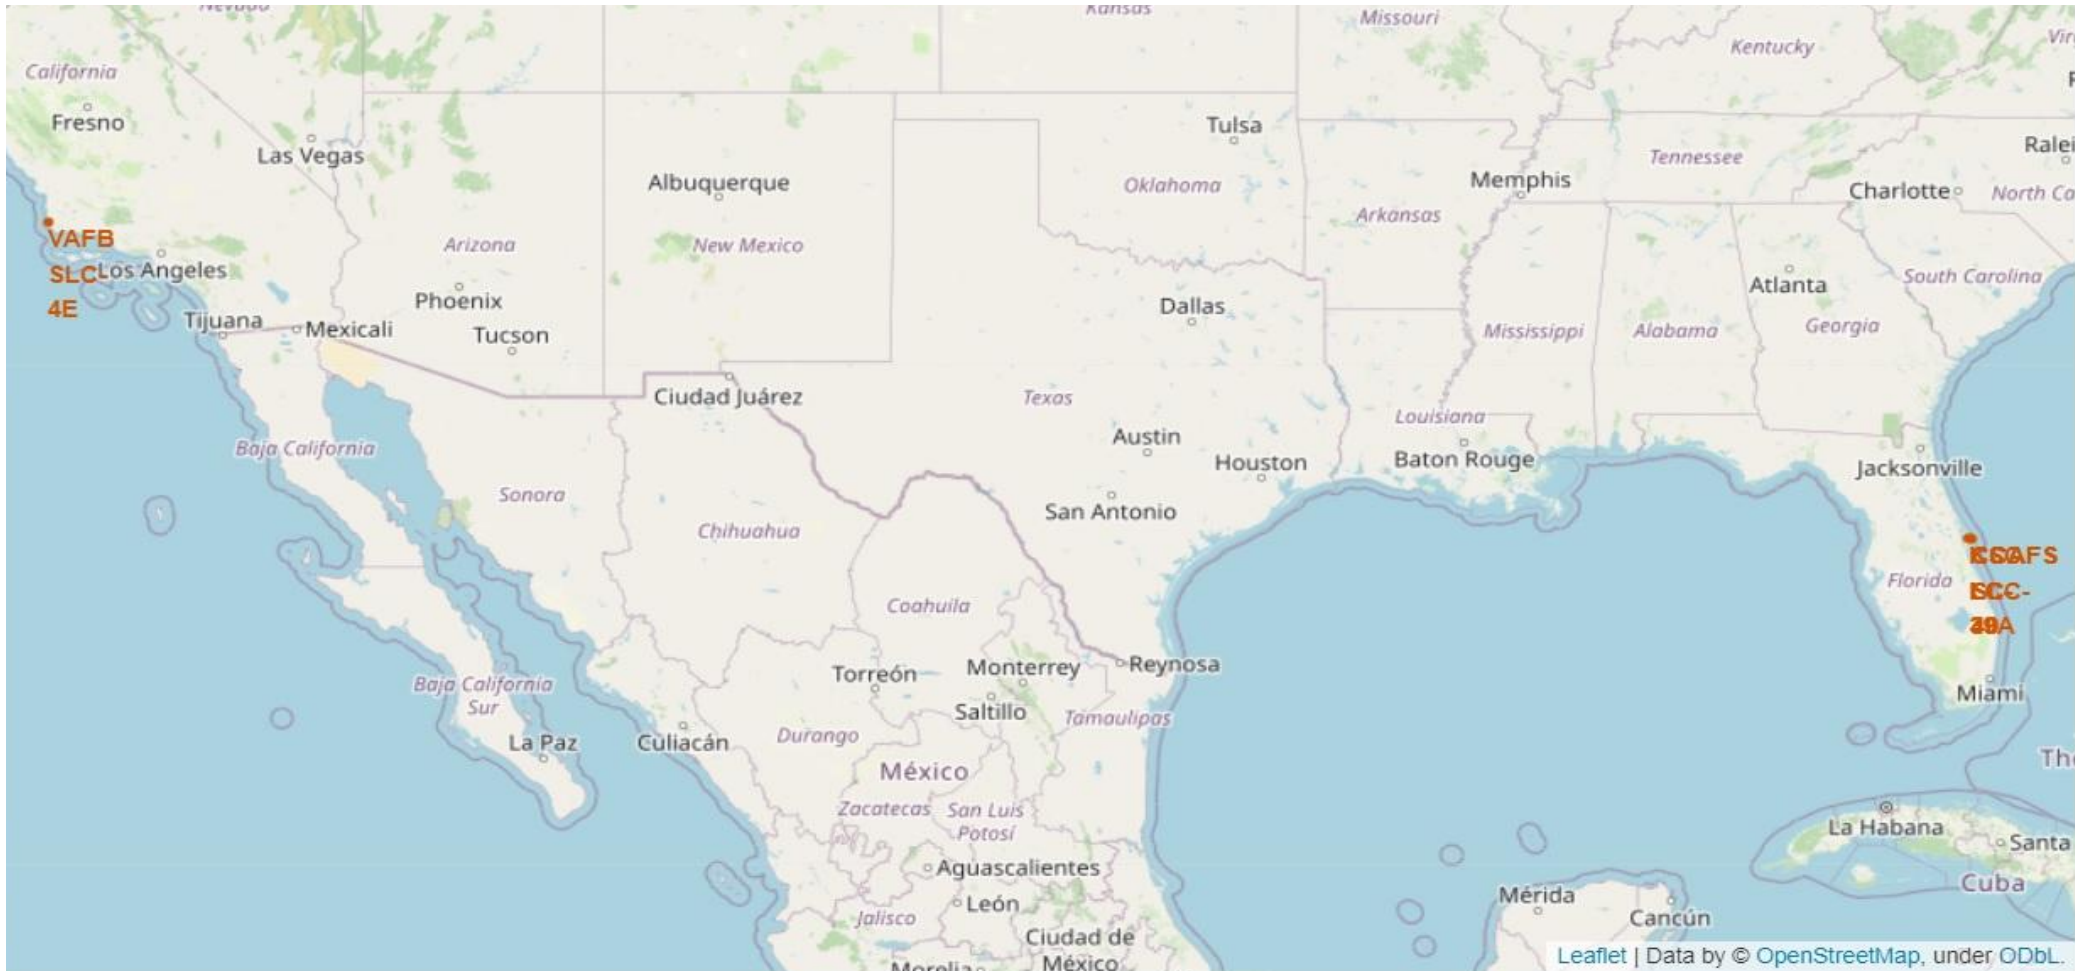 Nevada
Kansas
Missouri
Kentucky
California
Fresno
Las Vegas
Tulsa
Tennessee
Albuquerque
Oklahoma
Memphis
Charlotte
North Ca
Arkansas
VAFB
SLC-
4E
Los Angeles
Arizona
New Mexico
Phoenix
Dallas
Atlanta
South Carolina
Tijuana
Mexicali
Tucson
Mississippi
Alabama
Georgia
Ciudad Juárez
Texas
Louisiana
Austin
Houston
Baton Rouge
Jacksonville
Baja California
Sonora
San Antonio
Chihuahua
Florida
Coahuila
Torreón
Monterrey
Reynosa
Baja California
Sur
Saltillo
Tamaulipas
Miami
La Paz
Culiacán
Durango
México
Zacatecas
San Luis
Potosí
La Habana
Santa
Aguascalientes
Cuba
León
Mérida
Jalisco
Cancún
Ciudad de
México
Morelia
Leaflet | Data by © OpenStreetMap, under ODbL.